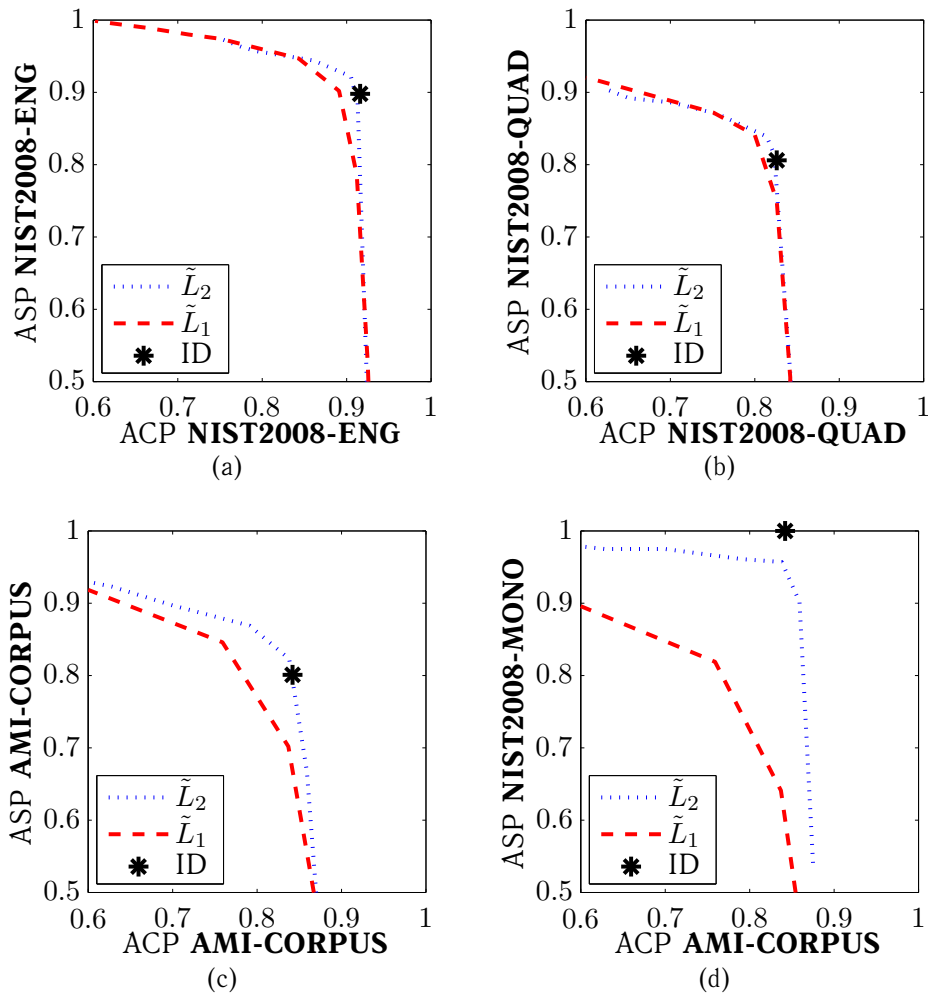 1
0.9
0.8
0.7
0.6
0.5
0.6 0.7 0.8 0.9 1
ASP NIST2008-ENG
L̃₂
L̃₁
ID
ACP NIST2008-ENG
(a)
1
0.9
0.8
0.7
0.6
0.5
0.6 0.7 0.8 0.9 1
ASP NIST2008-QUAD
L̃₂
L̃₁
ID
ACP NIST2008-QUAD
(b)
1
0.9
0.8
0.7
0.6
0.5
0.6 0.7 0.8 0.9 1
ASP AMI-CORPUS
L̃₂
L̃₁
ID
ACP AMI-CORPUS
(c)
1
0.9
0.8
0.7
0.6
0.5
0.6 0.7 0.8 0.9 1
ASP NIST2008-MONO
L̃₂
L̃₁
ID
ACP AMI-CORPUS
(d)